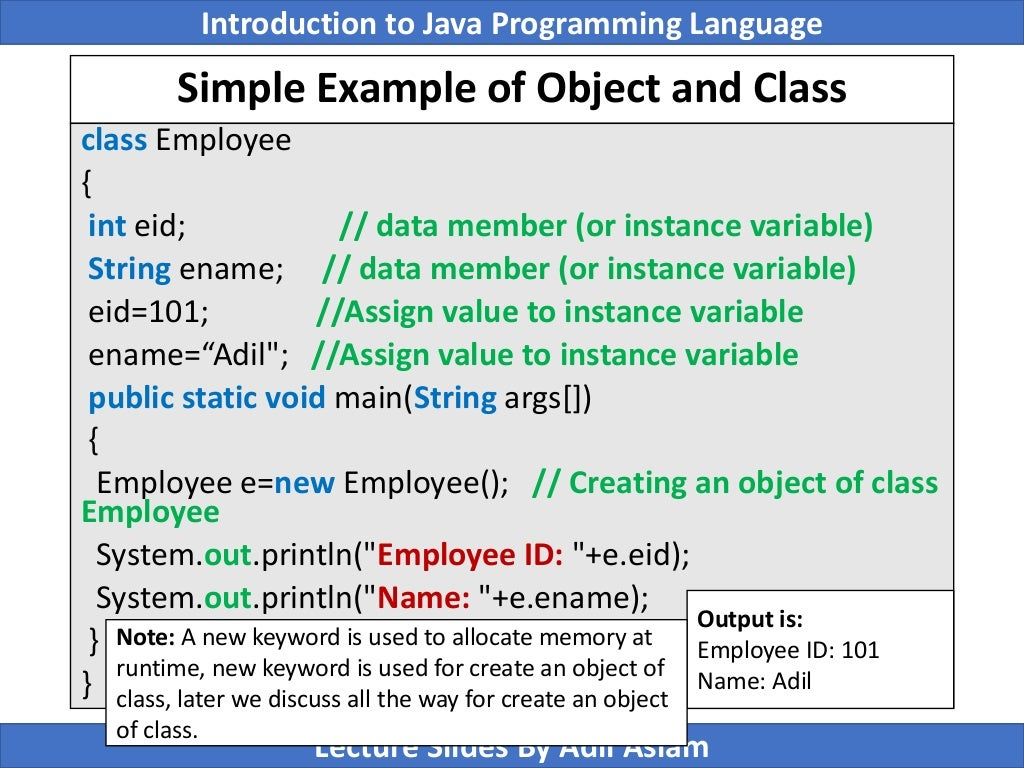 Introduction to Java Programming Language
Simple Example of Object and Class
class Employee
{
int eid; // data member (or instance variable)
String ename; // data member (or instance variable)
eid=101; //Assign value to instance variable
ename=“Adil"; //Assign value to instance variable
public static void main(String args[])
{
Employee e=new Employee(); // Creating an object of class
Employee
System.out.println("Employee ID: "+e.eid);
System.out.println("Name: "+e.ename);
}
}
Note: A new keyword is used to allocate memory at
runtime, new keyword is used for create an object of
class, later we discuss all the way for create an object
of class.
Output is:
Employee ID: 101
Name: Adil
Lecture Slides By Adil Aslam